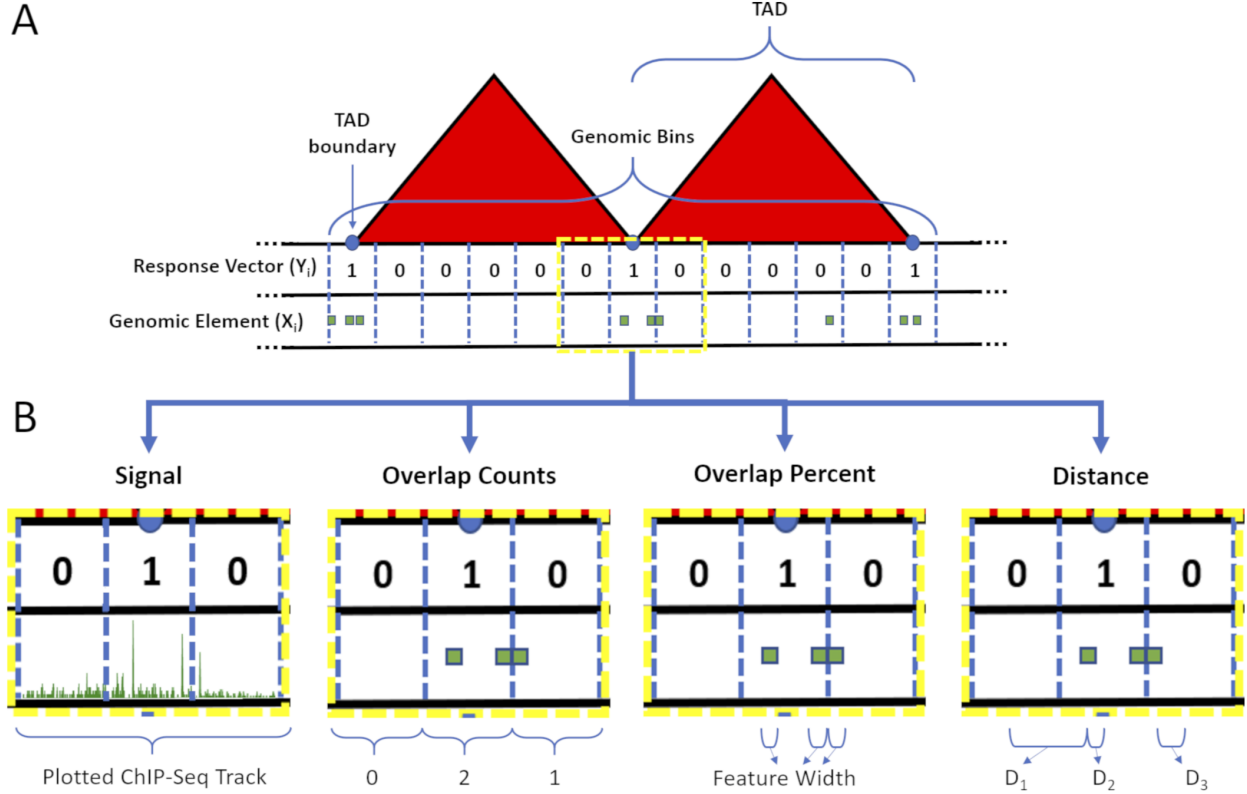 A
TAD
TAD
boundary
Genomic Bins
Response Vector (Yi) 1 0 0 0 0 0 1 0 0 0 0 0 1
Genomic Element (Xi)
B
Signal Overlap Counts Overlap Percent Distance
0 1 0 0 1 0 0 1 0 0 1 0
Plotted ChIP-Seq Track 0 2 1 Feature Width D1 D2 D3